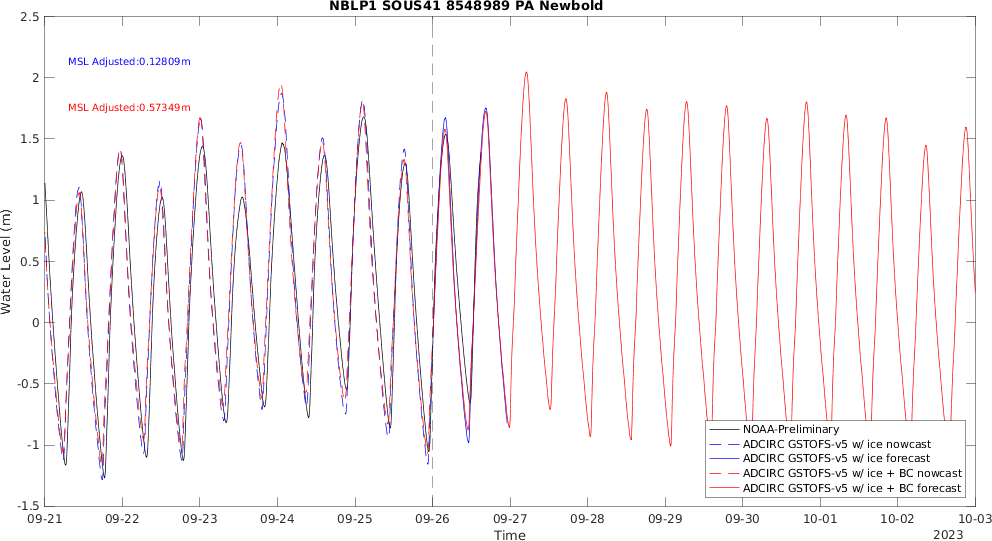 NBLP1 SOUS41 8548989 PA Newbold
MSL Adjusted:0.12809m
MSL Adjusted:0.57349m
Water Level (m)
2.5
2
1.5
1
0.5
0
-0.5
-1
-1.5
NOAA-Preliminary
ADCIRC GSTOFS-v5 w/ ice nowcast
ADCIRC GSTOFS-v5 w/ ice forecast
ADCIRC GSTOFS-v5 w/ ice + BC nowcast
ADCIRC GSTOFS-v5 w/ ice + BC forecast
09-21 09-22 09-23 09-24 09-25 09-26 09-27 09-28 09-29 09-30 10-01 10-02 10-03
Time
2023